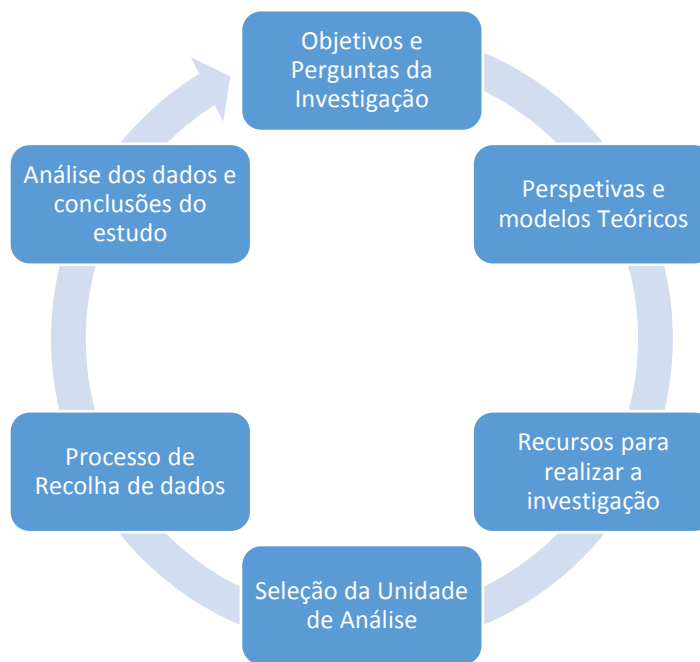 Objetivos e
Perguntas da
Investigação
Perspetivas e
modelos Teóricos
Recursos para
realizar a
investigação
Seleção da Unidade
de Análise
Processo de
Recolha de dados
Análise dos dados e
conclusões do
estudo